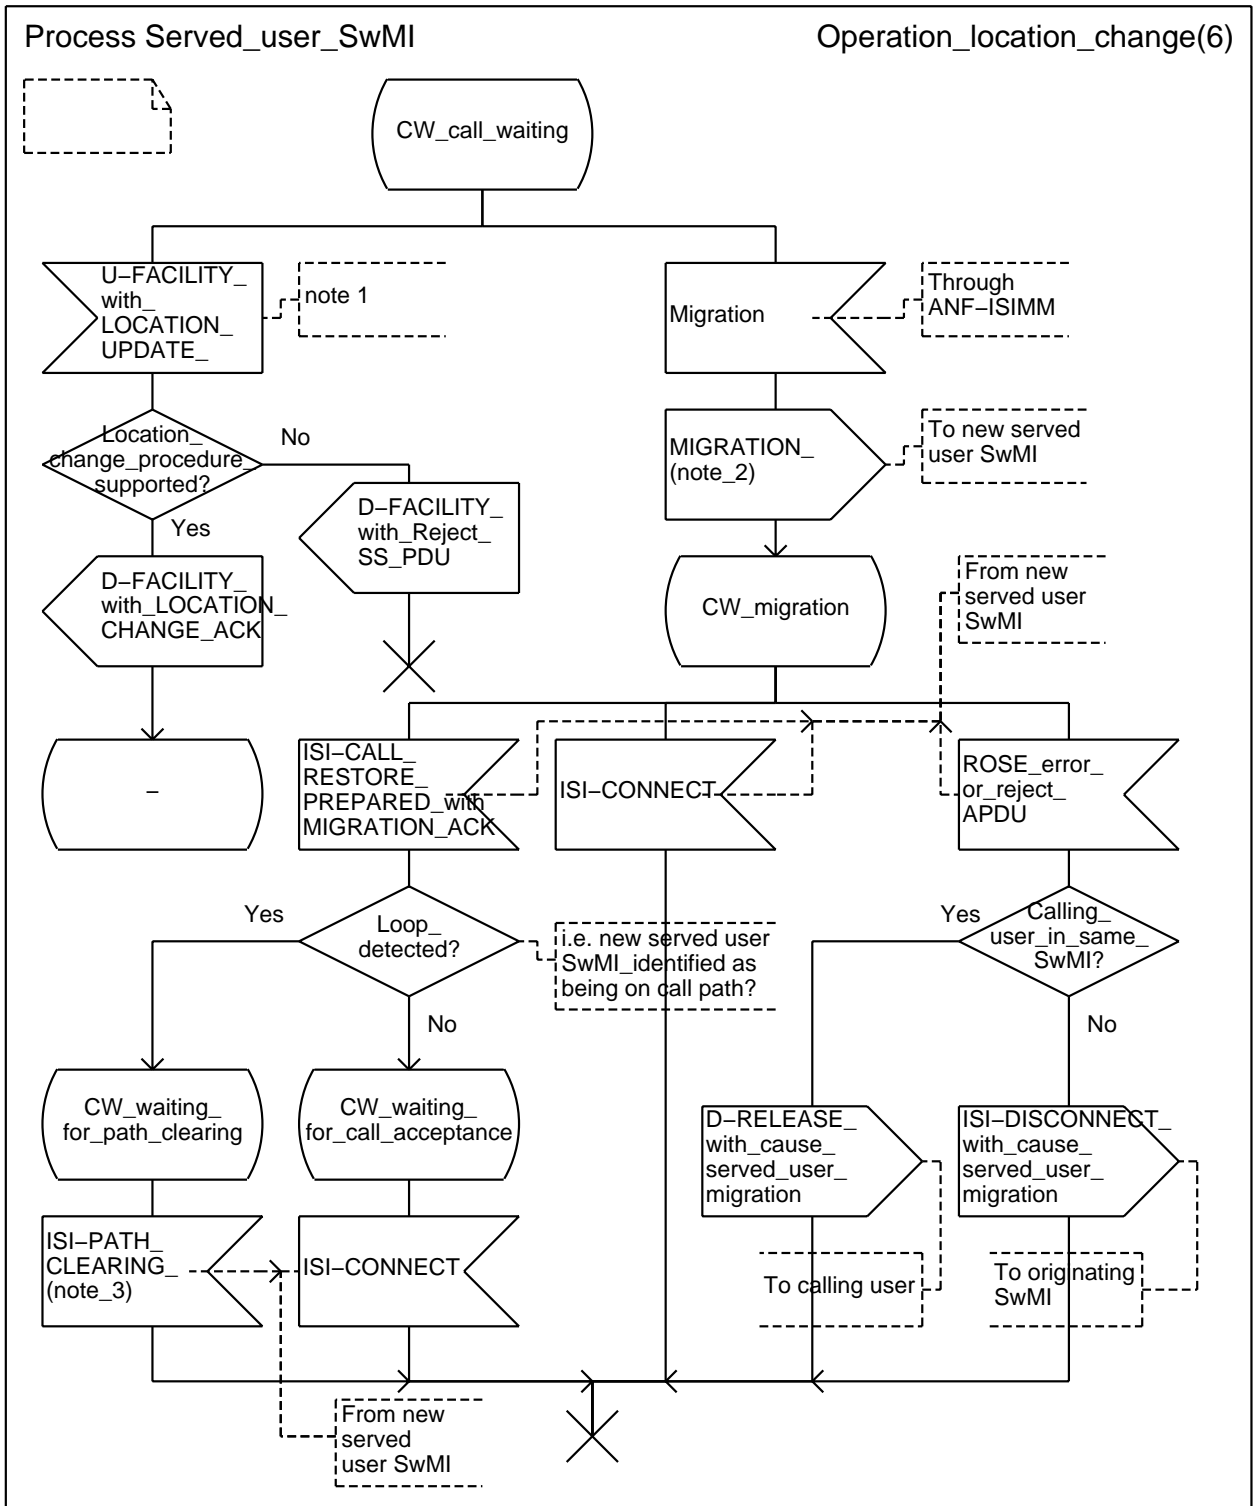 Process Served_user_SwMI
Operation_location_change(6)
CW_call_waiting
U−FACILITY_
with_
LOCATION_
UPDATE_
note 1
Migration
Through
ANF−ISIMM
Location_
change_procedure_
supported?
No
Yes
MIGRATION_
(note_2)
To new served
user SwMI
D−FACILITY_
with_Reject_
SS_PDU
D−FACILITY_
with_LOCATION_
CHANGE_ACK
CW_migration
From new
served user
SwMI
−
ISI−CALL_
RESTORE_
PREPARED_with
MIGRATION_ACK
ISI−CONNECT
ROSE_error_
or_reject_
APDU
Yes
Loop_
detected?
No
i.e. new served user
SwMI_identified as
being on call path?
Yes
Calling_
user_in_same_
SwMI?
No
CW_waiting_
for_path_clearing
CW_waiting_
for_call_acceptance
D-RELEASE_
with_cause_
served_user_
migration
ISI-DISCONNECT_
with_cause_
served_user_
migration
ISI−PATH_
CLEARING_
(note_3)
ISI−CONNECT
To calling user
To originating
SwMI
From new
served
user SwMI